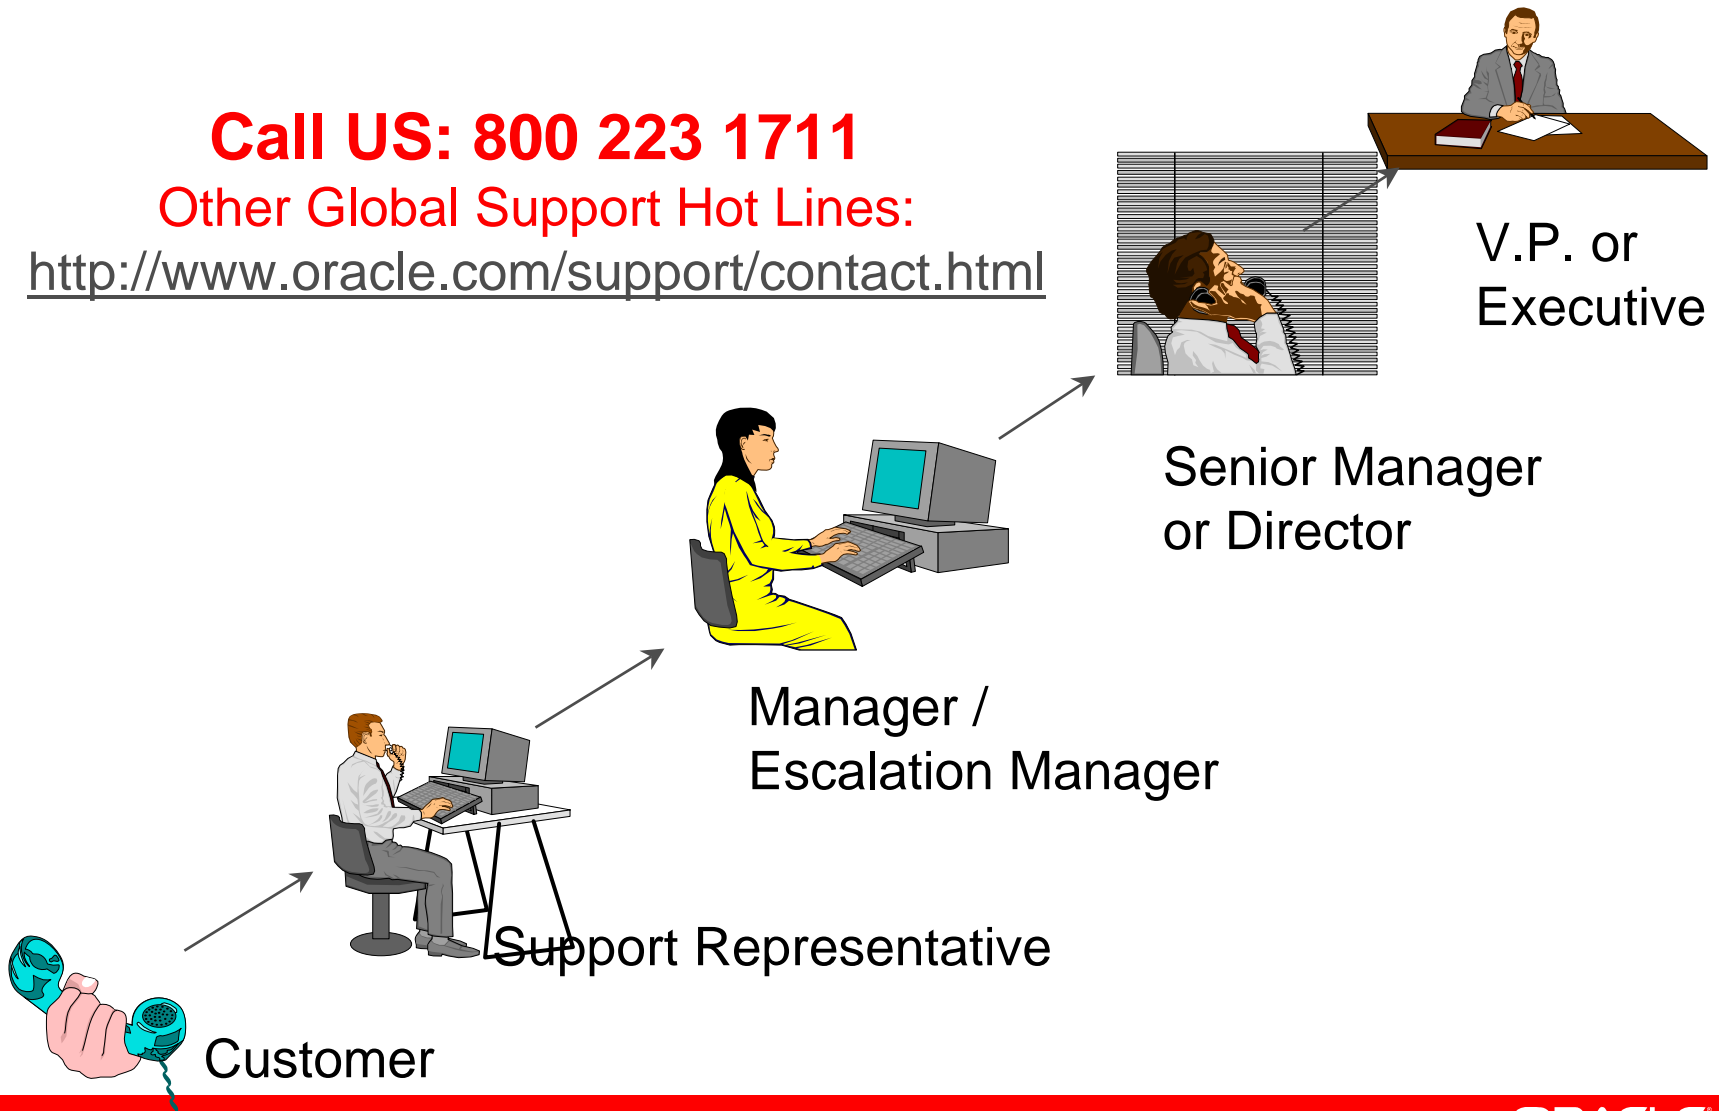 Call US: 800 223 1711
Other Global Support Hot Lines:
http://www.oracle.com/support/contact.html
V.P. or
Executive
Senior Manager
or Director
Manager /
Escalation Manager
Support Representative
Customer